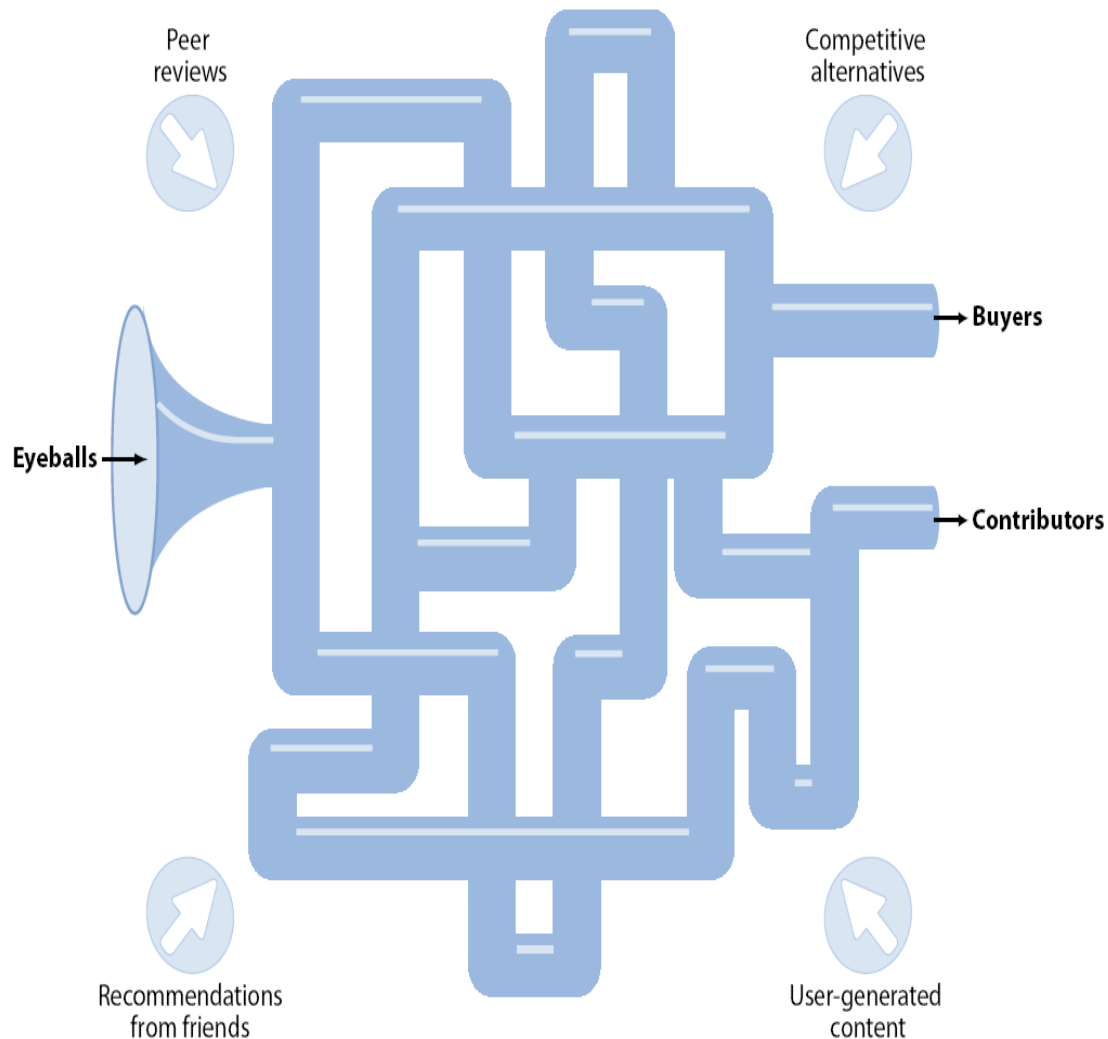 Peer
reviews
Competitive
alternatives
Buyers
Eyeballs
Contributors
Recommendations
from friends
User-generated
content